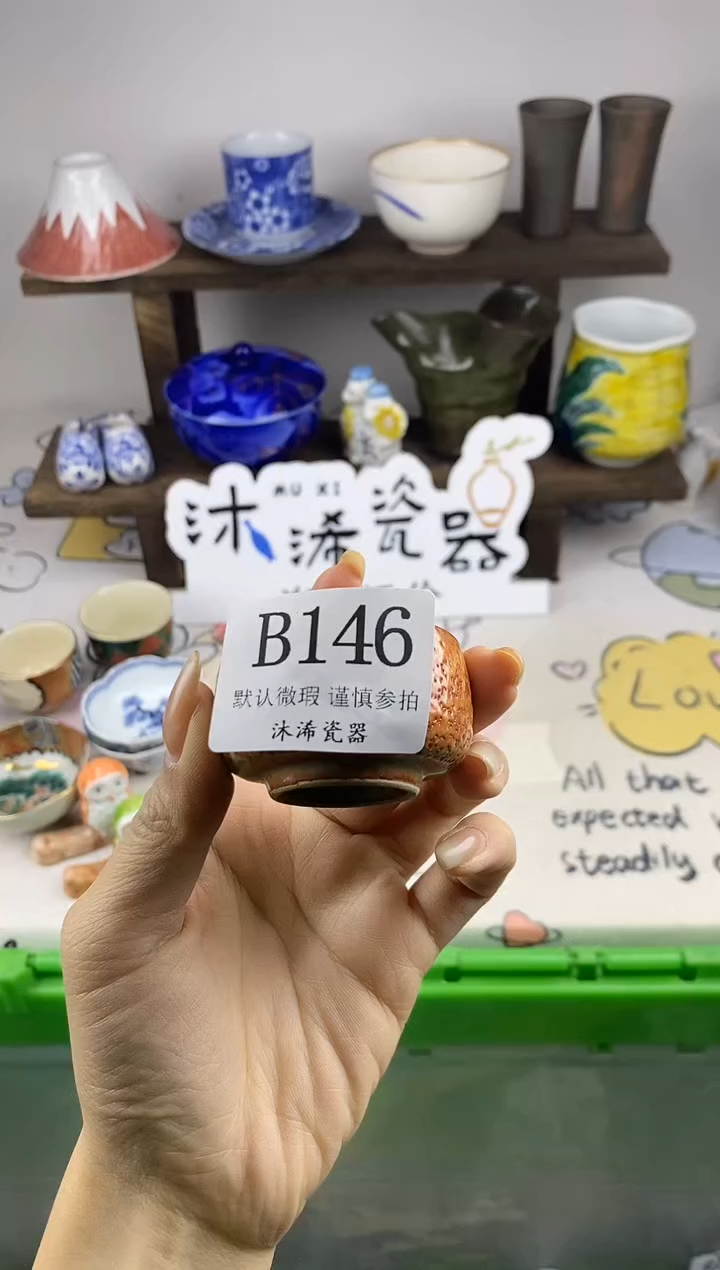 MU XI
沐浠瓷器
B146
默认微瑕 谨慎参拍
沐浠瓷器
Lov
All that
expected
steadily